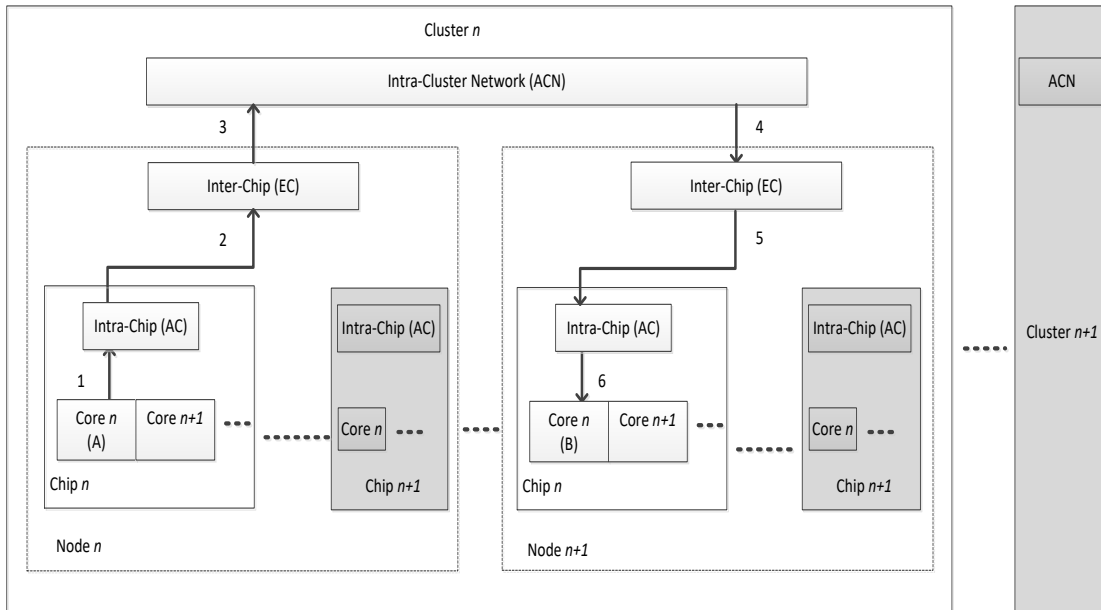 Cluster n
Intra-Cluster Network (ACN)
ACN
3
4
Inter-Chip (EC)
Inter-Chip (EC)
2
5
Intra-Chip (AC)
Intra-Chip (AC)
Intra-Chip (AC)
Intra-Chip (AC)
Cluster n+1
1
6
Core n
(A)
Core n+1
Core n
Core n
(B)
Core n+1
Core n
Chip n
Chip n+1
Chip n
Chip n+1
Node n
Node n+1